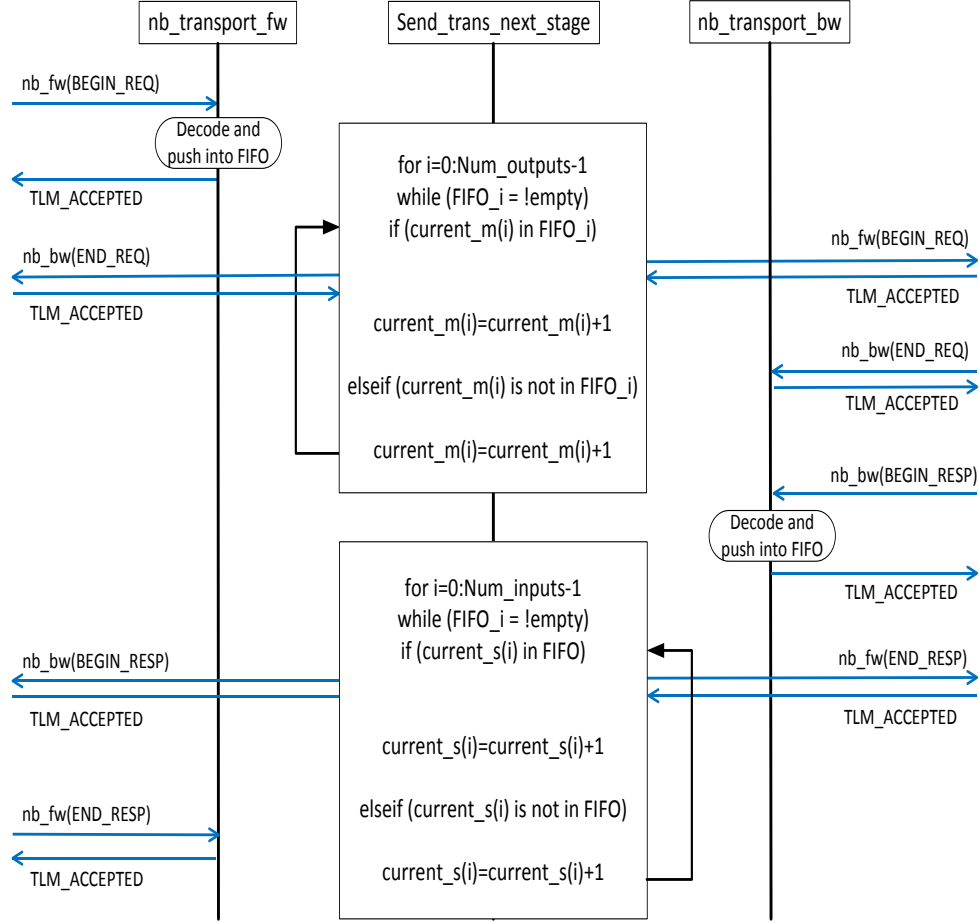 nb_transport_fw
Send_trans_next_stage
nb_transport_bw
nb_fw(BEGIN_REQ)
Decode and
push into FIFO
TLM_ACCEPTED
for i=0:Num_outputs-1
while (FIFO_i = !empty)
if (current_m(i) in FIFO_i)
nb_bw(END_REQ)
TLM_ACCEPTED
nb_fw(BEGIN_REQ)
TLM_ACCEPTED
current_m(i)=current_m(i)+1
nb_bw(END_REQ)
TLM_ACCEPTED
elseif (current_m(i) is not in FIFO_i)
current_m(i)=current_m(i)+1
nb_bw(BEGIN_RESP)
Decode and
push into FIFO
TLM_ACCEPTED
for i=0:Num_inputs-1
while (FIFO_i = !empty)
if (current_s(i) in FIFO)
nb_bw(BEGIN_RESP)
TLM_ACCEPTED
nb_fw(END_RESP)
TLM_ACCEPTED
current_s(i)=current_s(i)+1
elseif (current_s(i) is not in FIFO)
nb_fw(END_RESP)
TLM_ACCEPTED
current_s(i)=current_s(i)+1